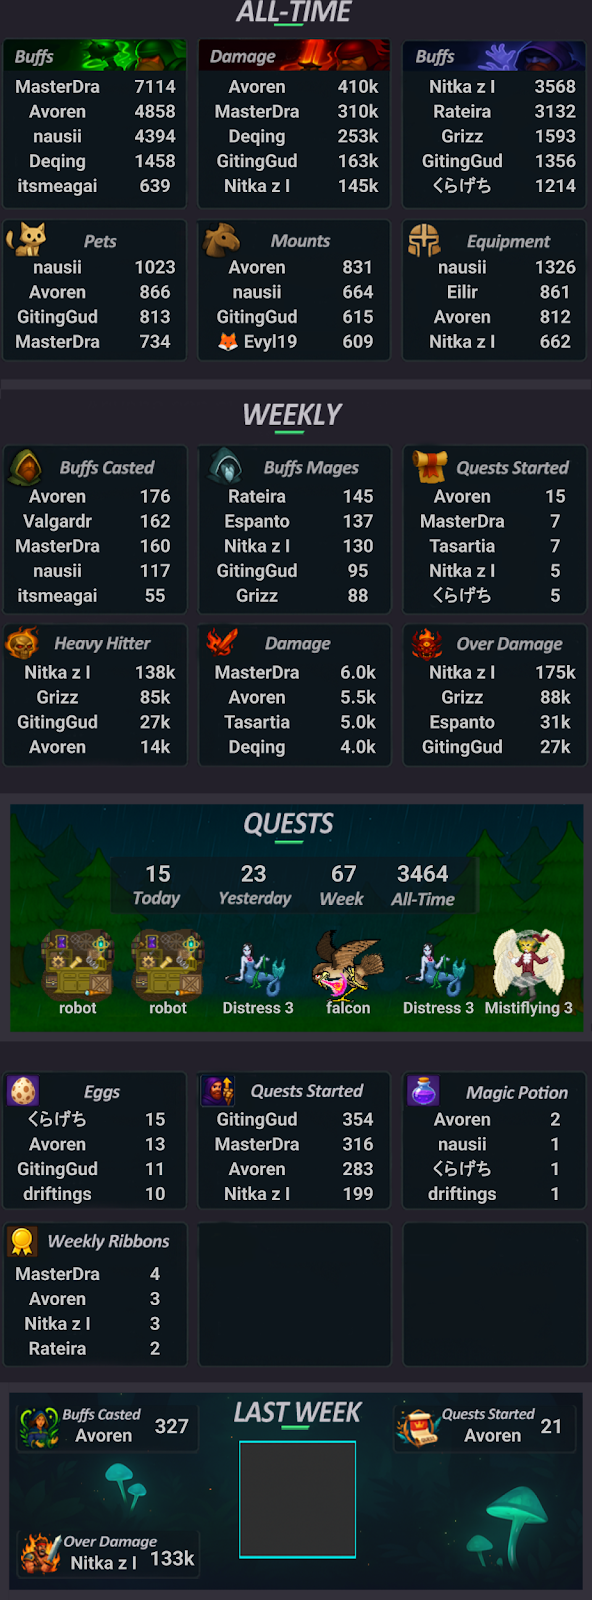 ALL-TIME
Buffs
MasterDra 7114
Avoren 4858
nausii 4394
Deqing 1458
itsmeagai 639
Damage
Avoren 410k
MasterDra 310k
Deqing 253k
GitingGud 163k
Nitka z I 145k
Buffs
Nitka z I 3568
Rateira 3132
Grizz 1593
GitingGud 1356
くらげち 1214
Pets
nausii 1023
Avoren 866
GitingGud 813
MasterDra 734
Mounts
Avoren 831
nausii 664
GitingGud 615
🦊 Evyl19 609
Equipment
nausii 1326
Eilir 861
Avoren 812
Nitka z I 662
WEEKLY
Buffs Casted
Avoren 176
Valgardr 162
MasterDra 160
nausii 117
itsmeagai 55
Buffs Mages
Rateira 145
Espanto 137
Nitka z I 130
GitingGud 95
Grizz 88
Quests Started
Avoren 15
MasterDra 7
Tasartia 7
Nitka z I 5
くらげち 5
Heavy Hitter
Nitka z I 138k
Grizz 85k
GitingGud 27k
Avoren 14k
Damage
MasterDra 6.0k
Avoren 5.5k
Tasartia 5.0k
Deqing 4.0k
Over Damage
Nitka z I 175k
Grizz 88k
Espanto 31k
GitingGud 27k
QUESTS
15 23 67 3464
Today Yesterday Week All-Time
robot robot Distress 3 falcon Distress 3 Mistiflying 3
Eggs
くらげち 15
Avoren 13
GitingGud 11
driftings 10
Quests Started
GitingGud 354
MasterDra 316
Avoren 283
Nitka z I 199
Magic Potion
Avoren 2
nausii 1
くらげち 1
driftings 1
Weekly Ribbons
MasterDra 4
Avoren 3
Nitka z I 3
Rateira 2
LAST WEEK
Buffs Casted
Avoren 327
Quests Started
Avoren 21
Over Damage
Nitka z I 133k